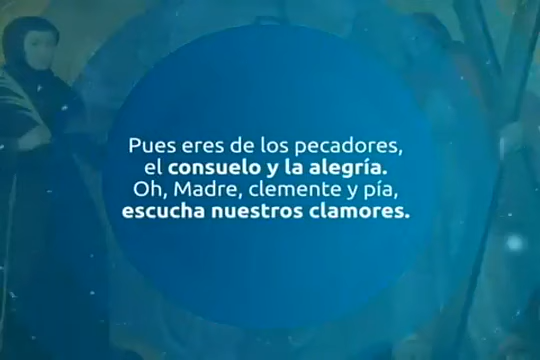 Pues eres de los pecadores,
el consuelo y la alegría.
Oh, Madre, clemente y pía,
escucha nuestros clamores.